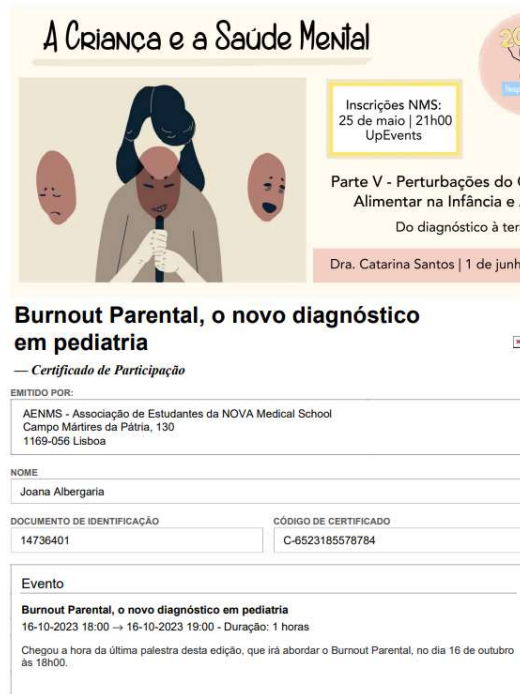 A Criança e a Saúde Mental
Inscrições NMS:
25 de maio | 21h00
UpEvents
Parte V - Perturbações do
Alimentar na Infância e
Do diagnóstico à
Dra. Catarina Santos | 1 de
Burnout Parental, o novo diagnóstico
em pediatria
— Certificado de Participação
EMITIDO POR:
AENMS - Associação de Estudantes da NOVA Medical School
Campo Mártires da Pátria, 130
1169-056 Lisboa
NOME
Joana Albergaria
DOCUMENTO DE IDENTIFICAÇÃO
CÓDIGO DE CERTIFICADO
14736401
C-6523185578784
Evento
Burnout Parental, o novo diagnóstico em pediatria
16-10-2023 18:00 → 16-10-2023 19:00 - Duração: 1 horas
Chegou a hora da última palestra desta edição, que irá abordar o Burnout Parental, no dia 16 de outubro
às 18h00.